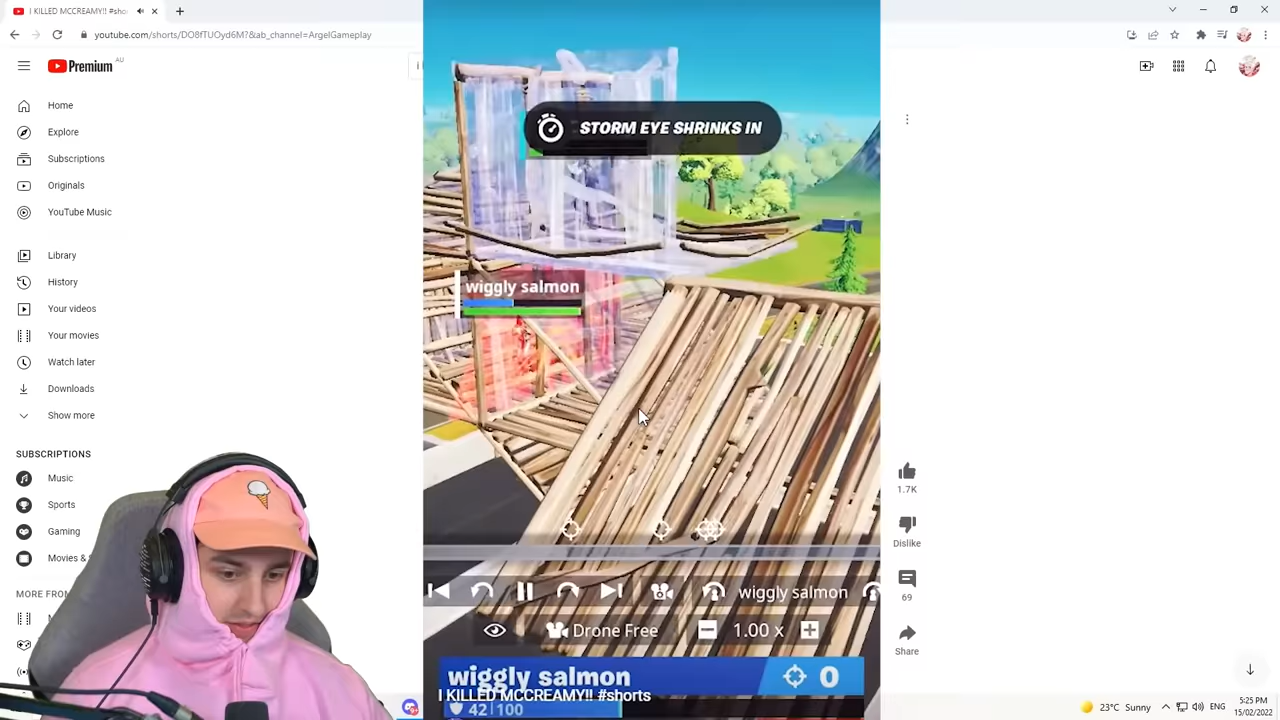 I KILLED MCCREAMY!! #shor
youtube.com/shorts/DO8fTUOyd6M?&ab_channel=ArgelGameplay
Premium
AU
Home
Explore
Subscriptions
Originals
YouTube Music
Library
History
Your videos
Your movies
Watch later
Downloads
Show more
SUBSCRIPTIONS
Music
Sports
Gaming
Movies &
MORE FROM
STORM EYE SHRINKS IN
wiggly salmon
wiggly salmon
Drone Free
1.00 x
wiggly salmon
0
I KILLED MCCREAMY!! #shorts
42|100
1.7K
Dislike
69
Share
23°C Sunny
ENG
5:25 PM
15/02/2022